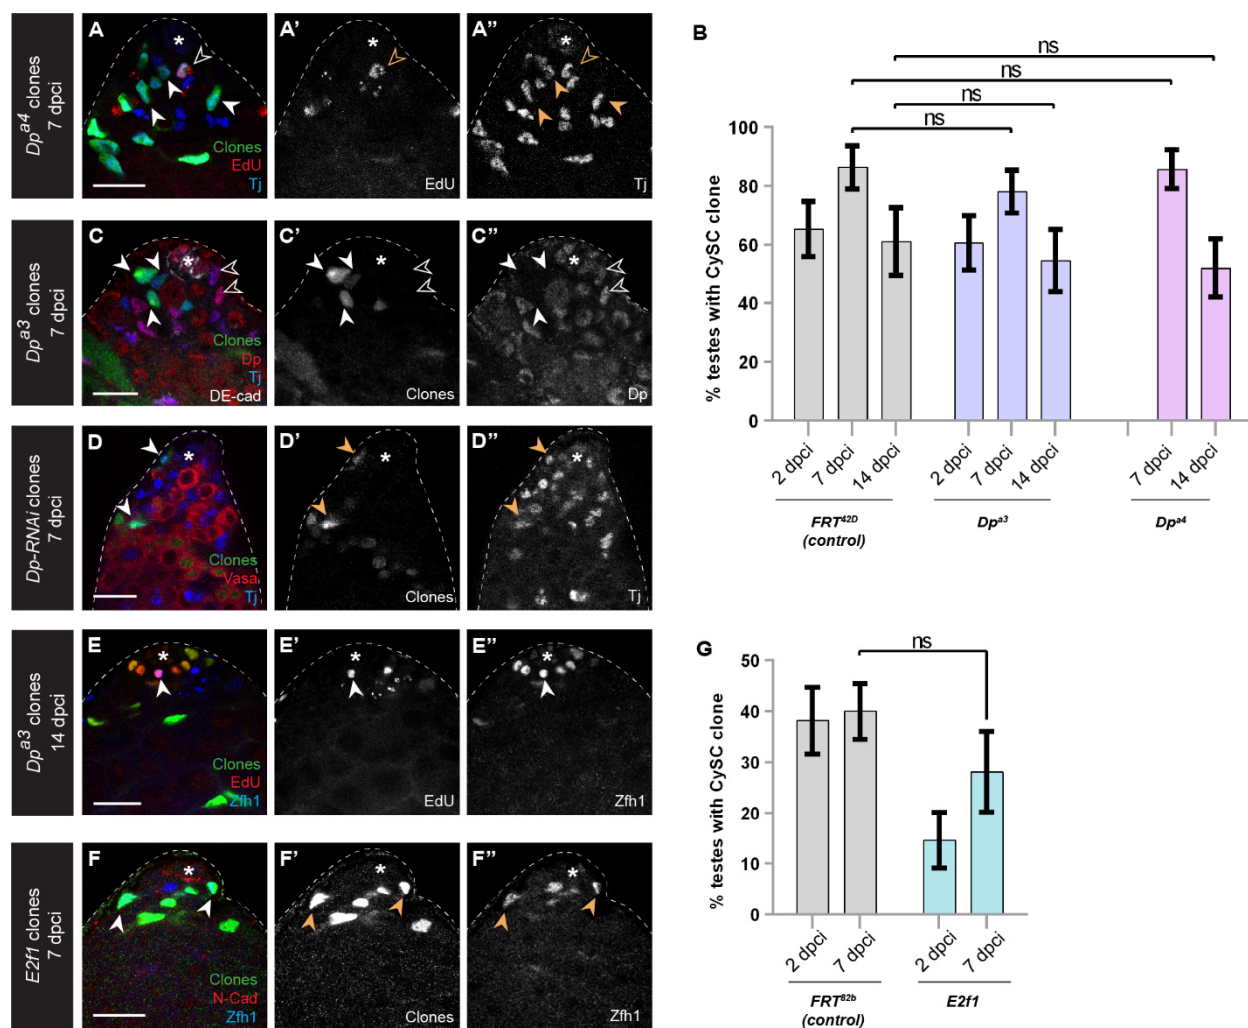 Dp^a4 clones
7 dpci
A
*
Clones
EdU
Tj
A'
*
EdU
A"
*
Tj
B
ns
ns
ns
ns
% testes with CySC clone
100
80
60
40
20
0
2 dpci
7 dpci
14 dpci
2 dpci
7 dpci
14 dpci
7 dpci
14 dpci
FRT^42D
(control)
Dp^a3
Dp^a4
Dp^a3 clones
7 dpci
C
*
Clones
Dp
Tj
DE-cad
C'
*
Clones
C"
*
Dp
Dp-RNAi clones
7 dpci
D
*
Clones
Vasa
Tj
D'
*
Clones
D"
*
Tj
Dp^a3 clones
14 dpci
E
*
Clones
EdU
Zfh1
E'
*
EdU
E"
*
Zfh1
E2f1 clones
7 dpci
F
*
Clones
N-Cad
Zfh1
F'
*
Clones
F"
*
Zfh1
G
ns
% testes with CySC clone
50
40
30
20
10
0
2 dpci
7 dpci
2 dpci
7 dpci
FRT^82b
(control)
E2f1